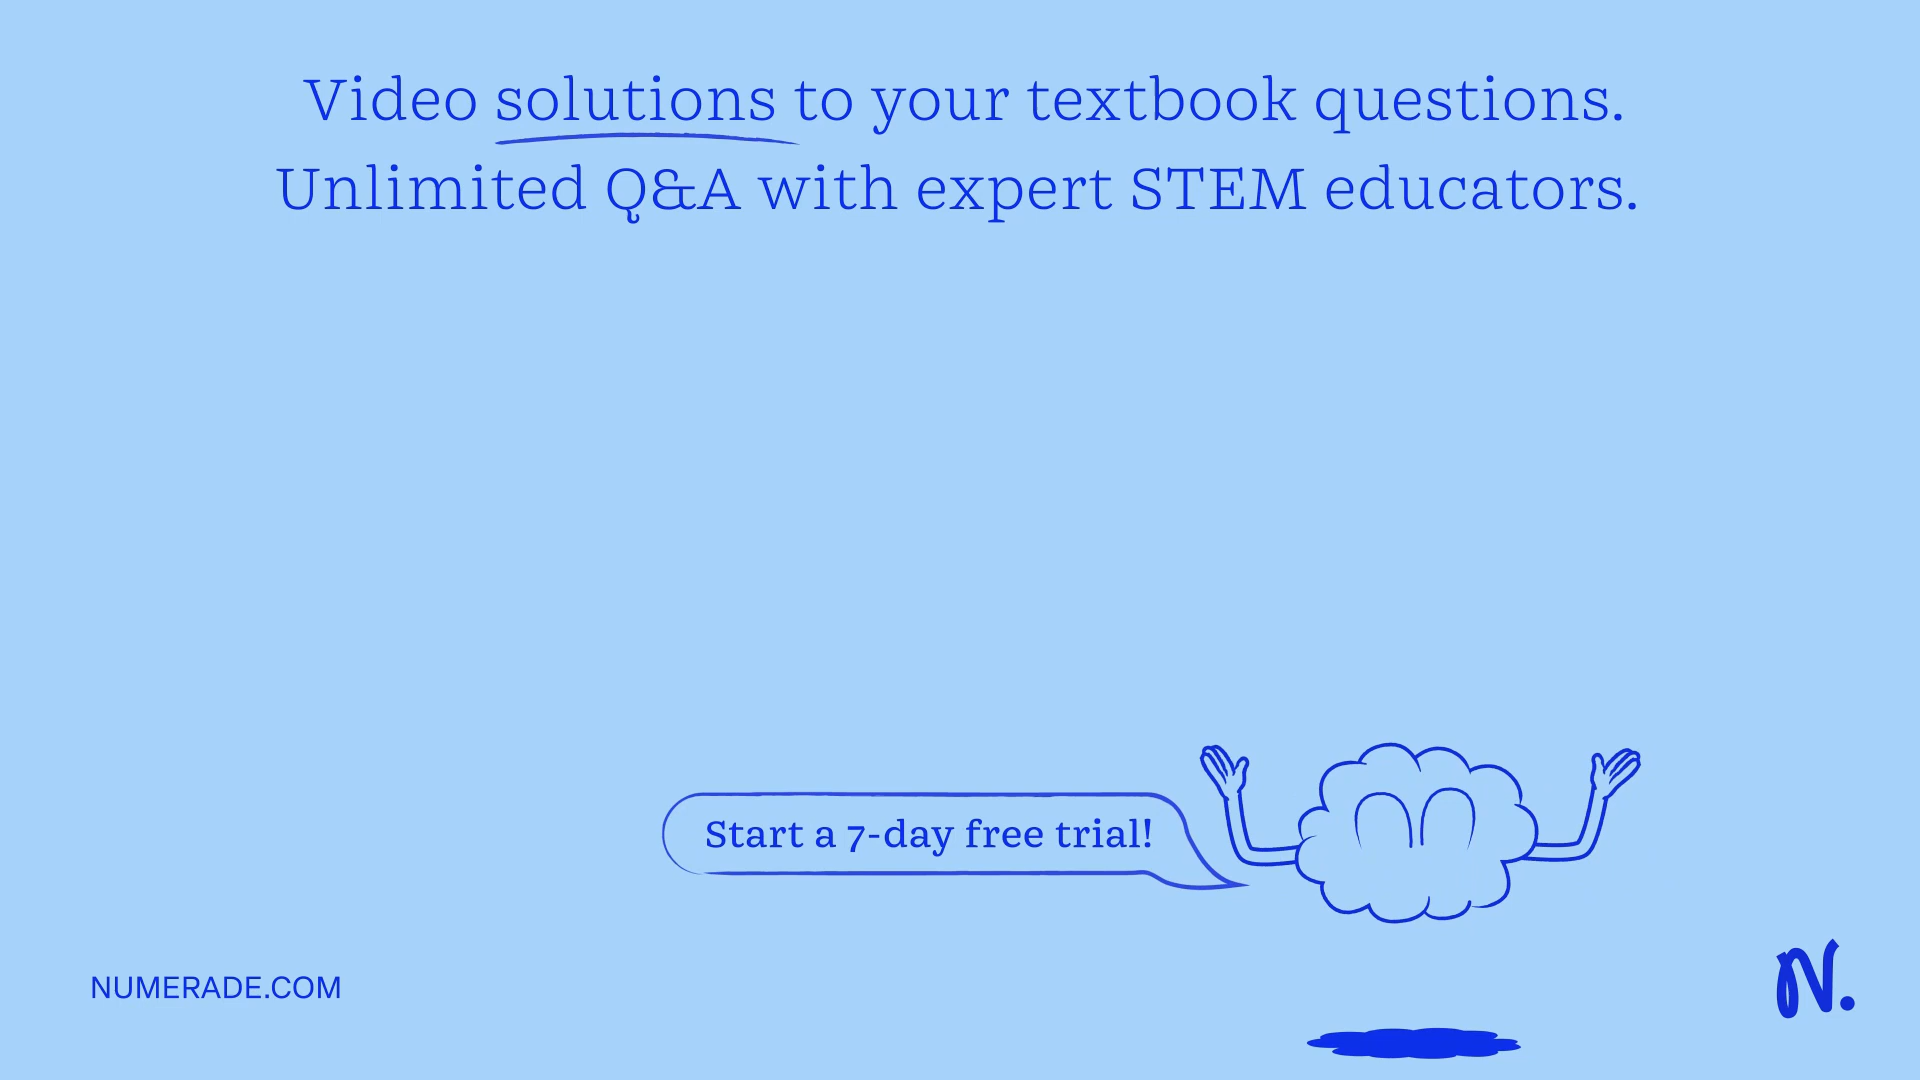 Video solutions to your textbook questions.
Unlimited Q&A with expert STEM educators.
Start a 7-day free trial!
NUMERADE.COM
N.